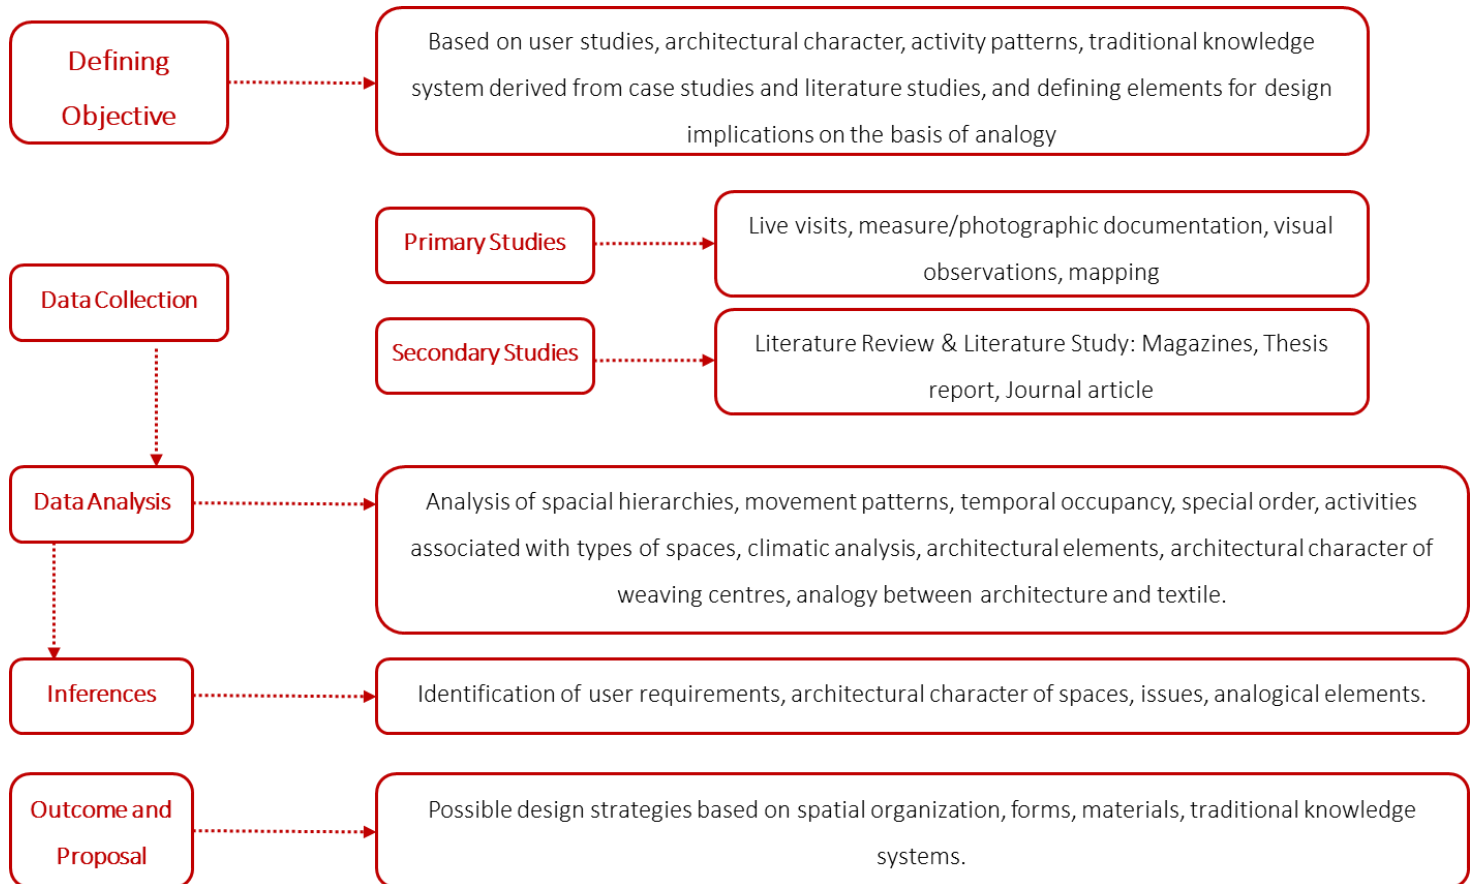 Defining
Objective
Based on user studies, architectural character, activity patterns, traditional knowledge
system derived from case studies and literature studies, and defining elements for design
implications on the basis of analogy
Data Collection
Primary Studies
Live visits, measure/photographic documentation, visual
observations, mapping
Secondary Studies
Literature Review & Literature Study: Magazines, Thesis
report, Journal article
Data Analysis
Analysis of spacial hierarchies, movement patterns, temporal occupancy, special order, activities
associated with types of spaces, climatic analysis, architectural elements, architectural character of
weaving centres, analogy between architecture and textile.
Inferences
Identification of user requirements, architectural character of spaces, issues, analogical elements.
Outcome and
Proposal
Possible design strategies based on spatial organization, forms, materials, traditional knowledge
systems.